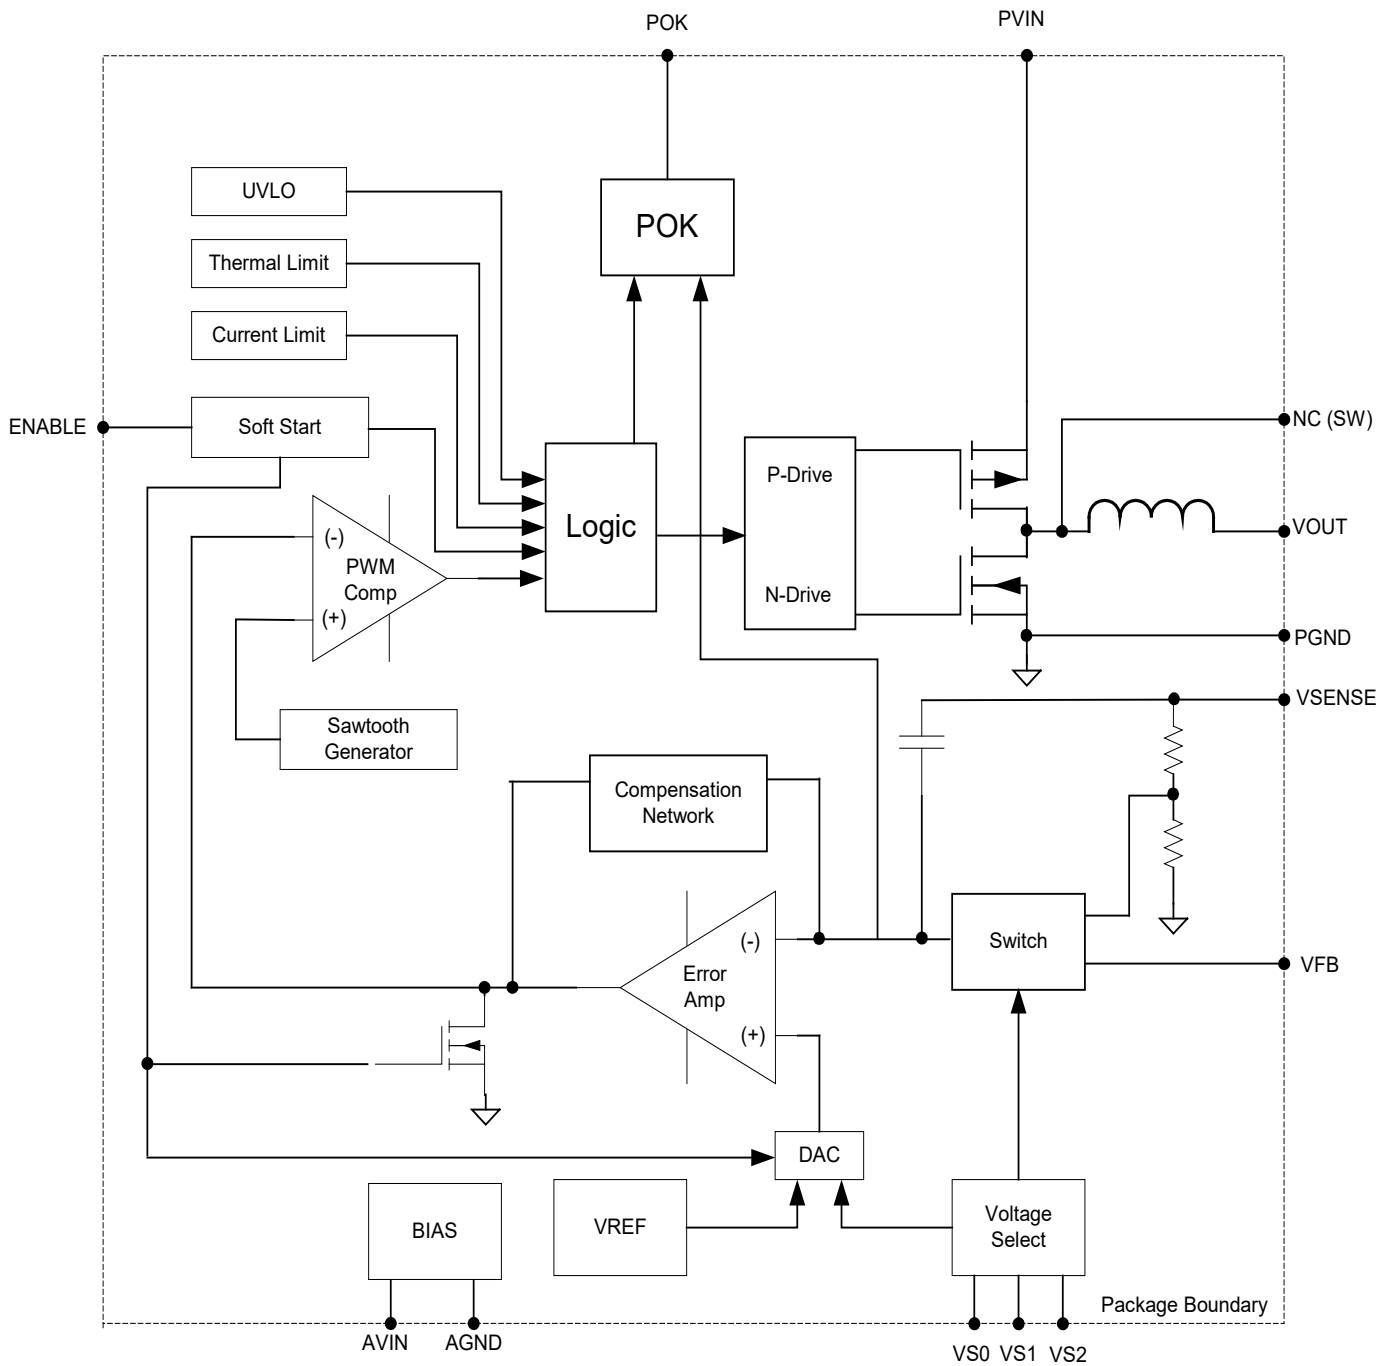 POK
PVIN
UVLO
POK
Thermal Limit
Current Limit
ENABLE
Soft Start
NC (SW)
P-Drive
Logic
VOUT
(-)
PWM
Comp
(+)
N-Drive
PGND
VSENSE
Sawtooth
Generator
Compensation
Network
(-)
Switch
Error
Amp
VFB
(+)
DAC
BIAS
VREF
Voltage
Select
Package Boundary
AVIN
AGND
VS0
VS1
VS2